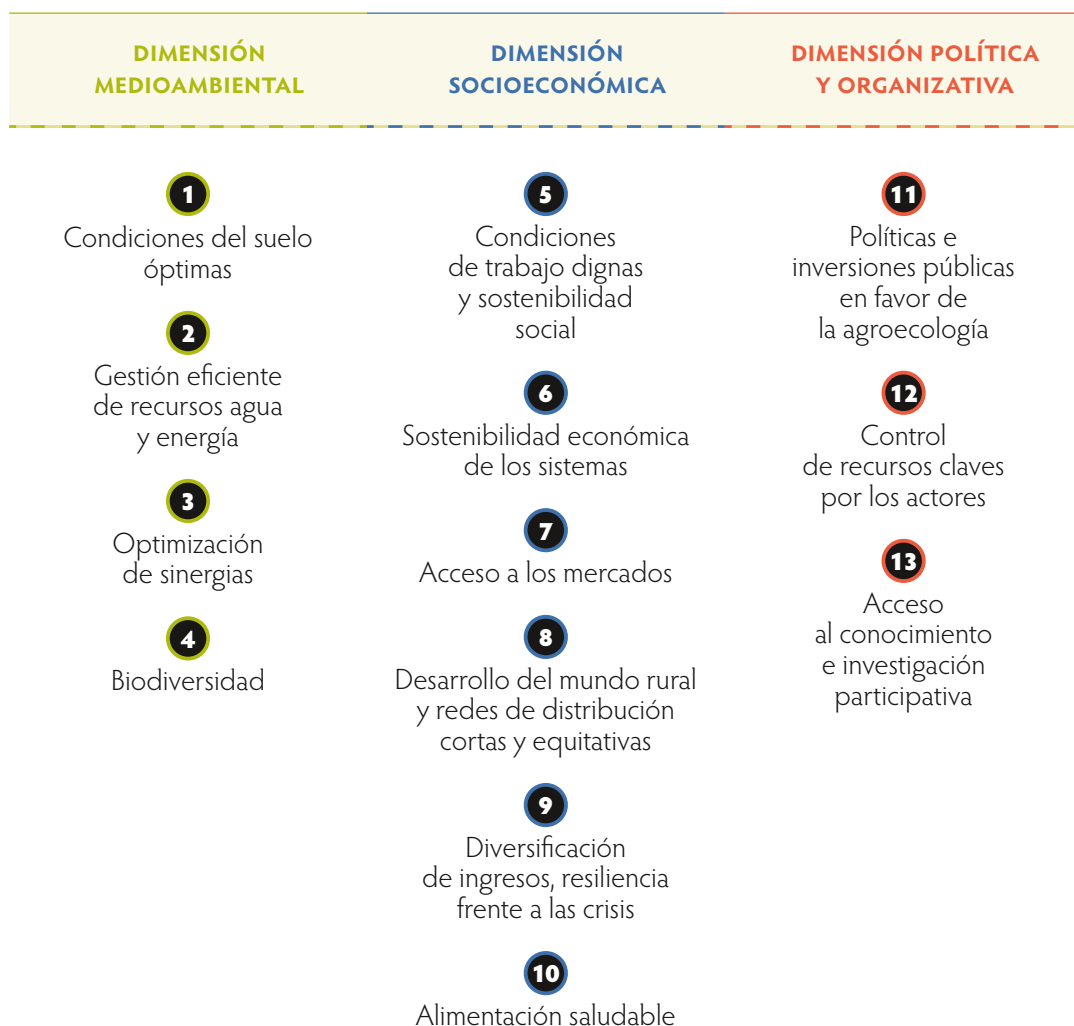 DIMENSIÓN
MEDIOAMBIENTAL
1
Condiciones del suelo
óptimas
2
Gestión eficiente
de recursos agua
y energía
3
Optimización
de sinergias
4
Biodiversidad
DIMENSIÓN
SOCIOECONÓMICA
5
Condiciones
de trabajo dignas
y sostenibilidad
social
6
Sostenibilidad económica
de los sistemas
7
Acceso a los mercados
8
Desarrollo del mundo rural
y redes de distribución
cortas y equitativas
9
Diversificación
de ingresos, resiliencia
frente a las crisis
10
Alimentación saludable
DIMENSIÓN POLÍTICA
Y ORGANIZATIVA
11
Políticas e
inversiones públicas
en favor de
la agroecología
12
Control
de recursos claves
por los actores
13
Acceso
al conocimiento
e investigación
participativa